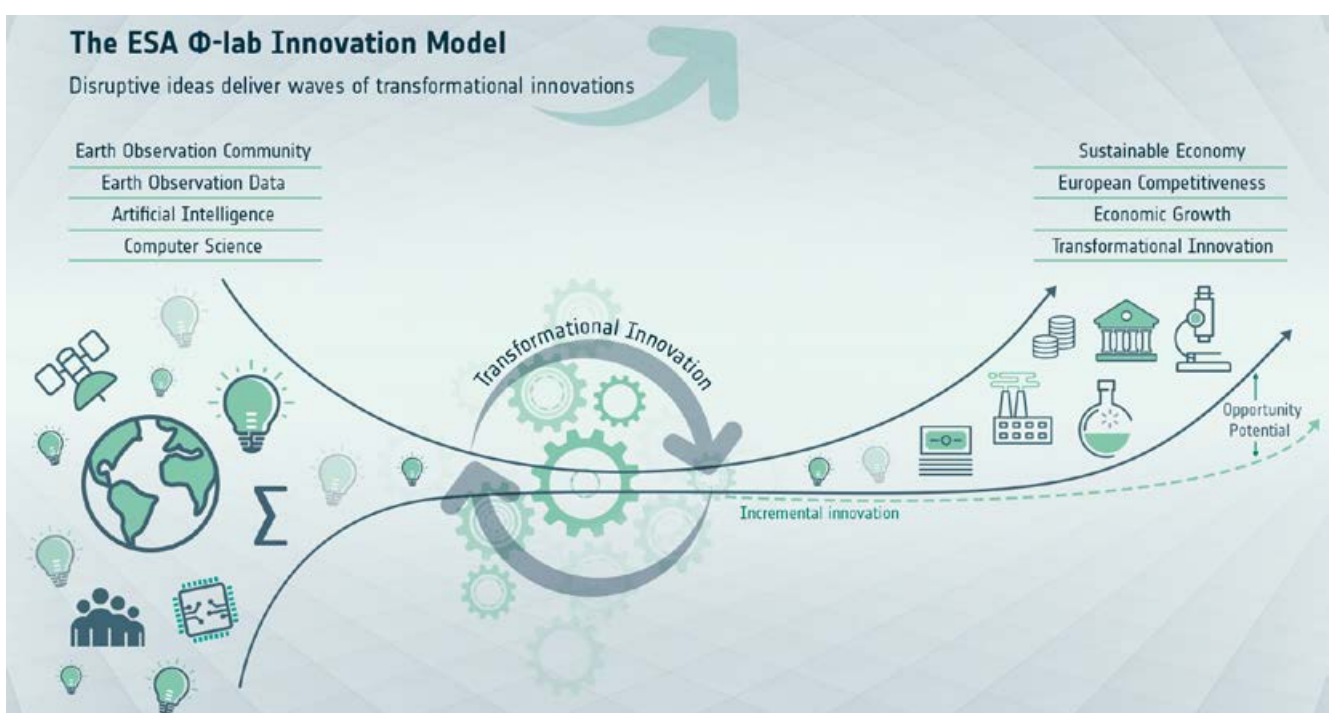 The ESA Φ-lab Innovation Model
Disruptive ideas deliver waves of transformational innovations
Earth Observation Community
Earth Observation Data
Artificial Intelligence
Computer Science
Sustainable Economy
European Competitiveness
Economic Growth
Transformational Innovation
Transformational Innovation
Σ
Opportunity
Potential
Incremental innovation